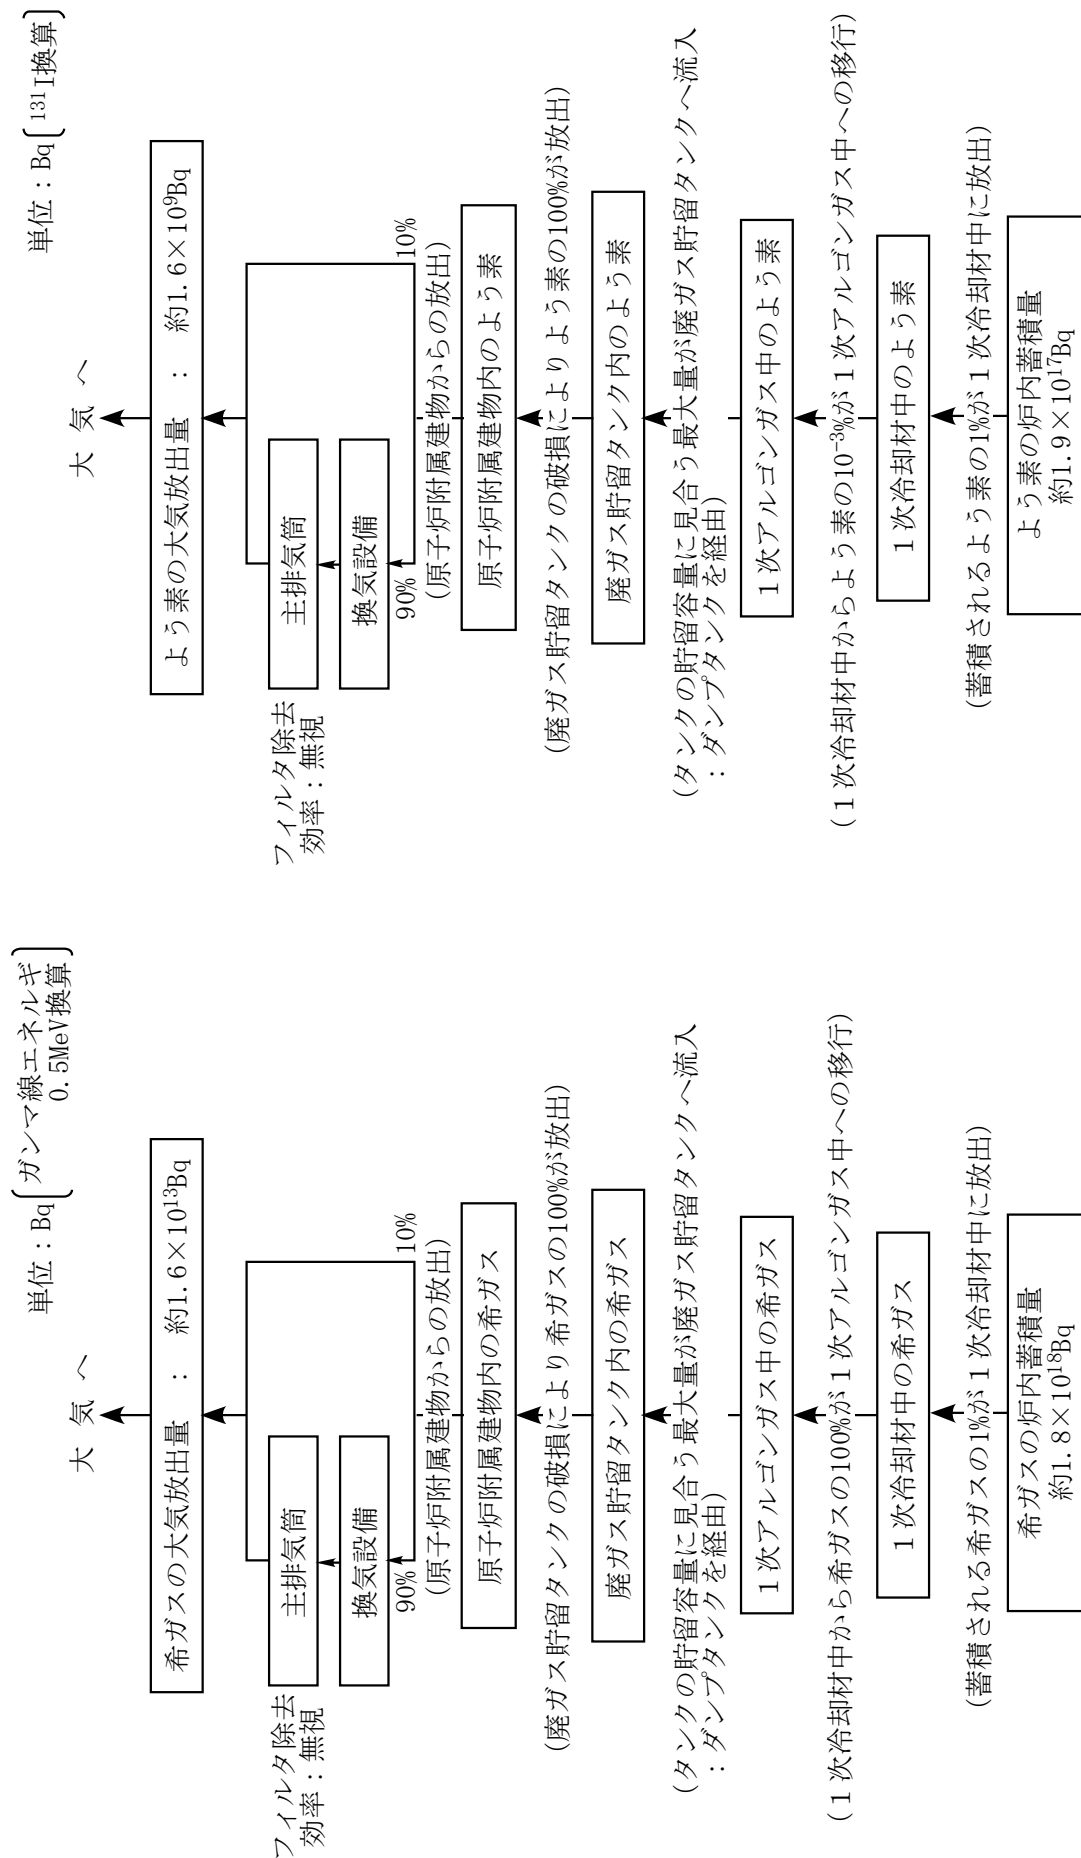 単位：Bq〔ガンマ線エネルギ
0.5MeV換算〕
大 気 へ
希ガスの大気放出量 ： 約1.6×10¹³Bq
フィルタ除去
効率：無視
主排気筒
換気設備
90%
10%
(原子炉附属建物からの放出)
原子炉附属建物内の希ガス
(廃ガス貯留タンクの破損により希ガスの100%が放出)
廃ガス貯留タンク内の希ガス
(タンクの貯留容量に見合う最大量が廃ガス貯留タンクへ流入
：ダンプタンクを経由)
1次アルゴンガス中の希ガス
(1次冷却材中から希ガスの100%が1次アルゴンガス中への移行)
1次冷却材中の希ガス
(蓄積される希ガスの1%が1次冷却材中に放出)
希ガスの炉内蓄積量
約1.8×10¹⁸Bq
単位：Bq〔¹³¹I換算〕
大 気 へ
よう素の大気放出量 ： 約1.6×10⁹Bq
フィルタ除去
効率：無視
主排気筒
換気設備
90%
10%
(原子炉附属建物からの放出)
原子炉附属建物内のよう素
(廃ガス貯留タンクの破損によりよう素の100%が放出)
廃ガス貯留タンク内のよう素
(タンクの貯留容量に見合う最大量が廃ガス貯留タンクへ流入
：ダンプタンクを経由)
1次アルゴンガス中のよう素
(1次冷却材中からよう素の10⁻³%が1次アルゴンガス中への移行)
1次冷却材中のよう素
(蓄積されるよう素の1%が1次冷却材中に放出)
よう素の炉内蓄積量
約1.9×10¹⁷Bq